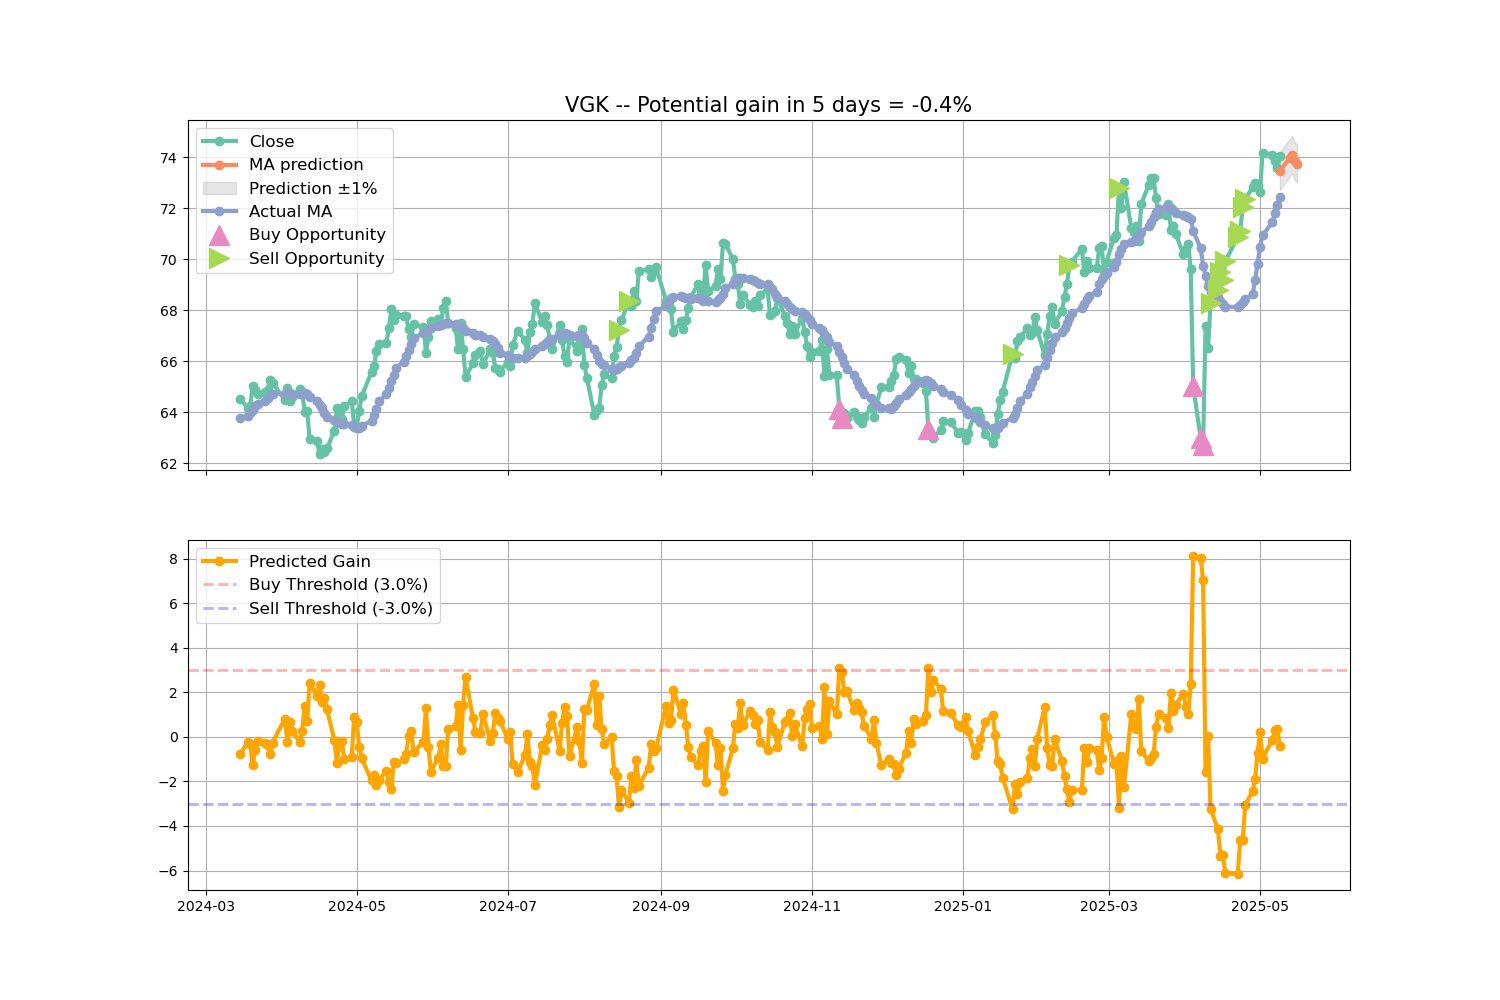 VGK -- Potential gain in 5 days = -0.4%
Close
MA prediction
Prediction ±1%
Actual MA
Buy Opportunity
Sell Opportunity
74
72
70
68
66
64
62
Predicted Gain
Buy Threshold (3.0%)
Sell Threshold (-3.0%)
8
6
4
2
0
−2
−4
−6
2024-03 2024-05 2024-07 2024-09 2024-11 2025-01 2025-03 2025-05